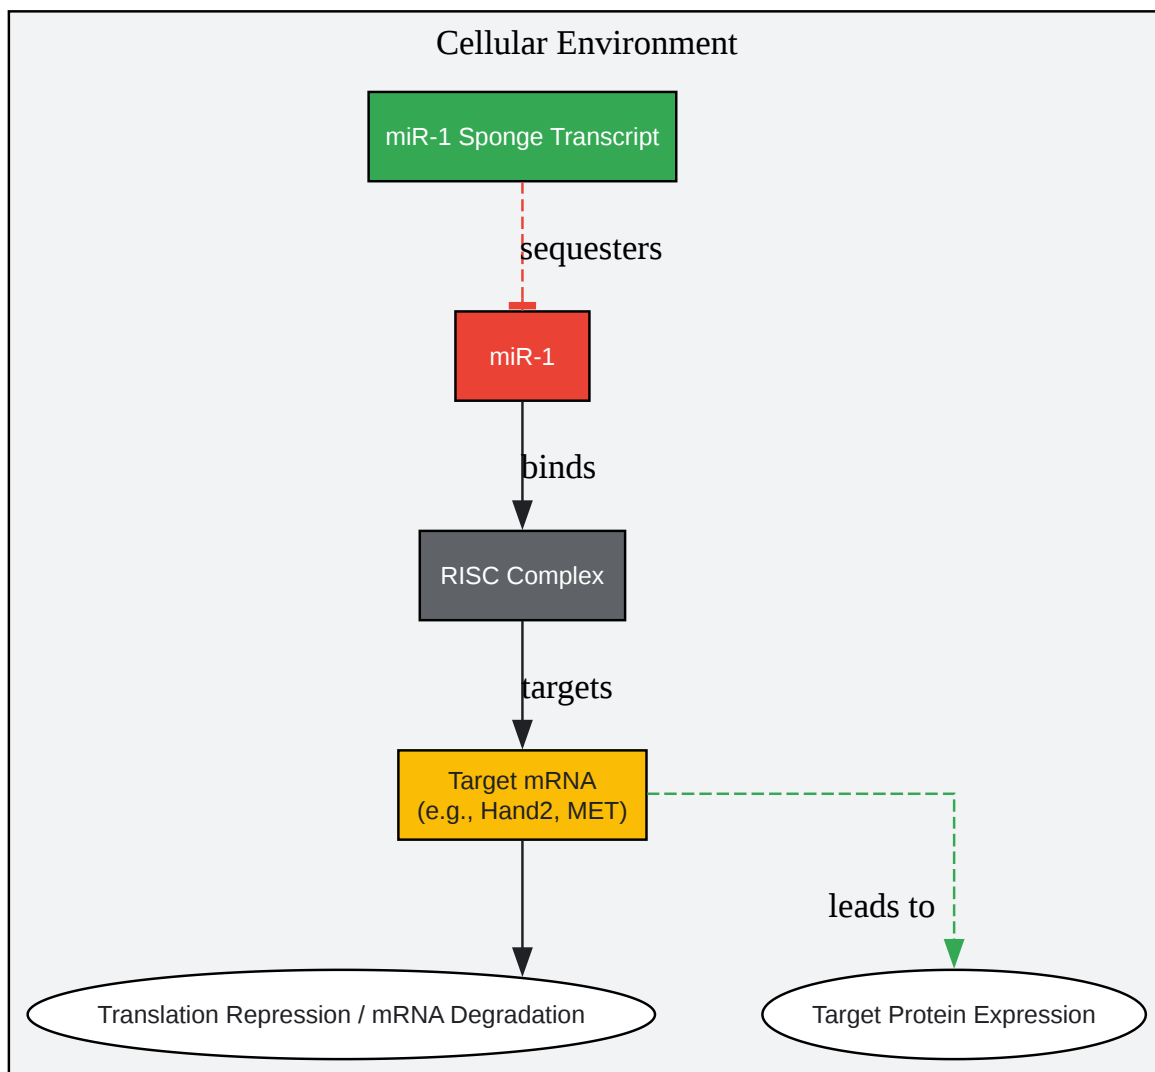 Cellular Environment
miR-1 Sponge Transcript
sequesters
miR-1
binds
RISC Complex
targets
Target mRNA
(e.g., Hand2, MET)
leads to
Translation Repression / mRNA Degradation
Target Protein Expression